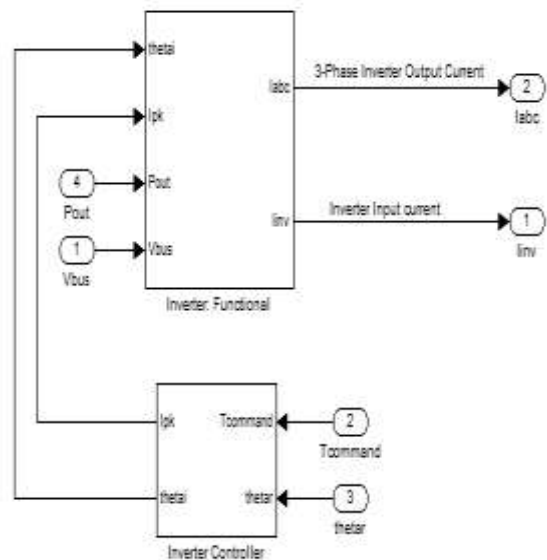 thetai
Ipk
4
Pout
Pout
1
Vbus
Vbus
Iabc
3-Phase Inverter Output Current
2
Iabc
Iinv
Inverter Input current
1
Iinv
Inverter: Functional
Ipk
Tcommand
2
Tcommand
thetai
thetar
3
thetar
Inverter Controller